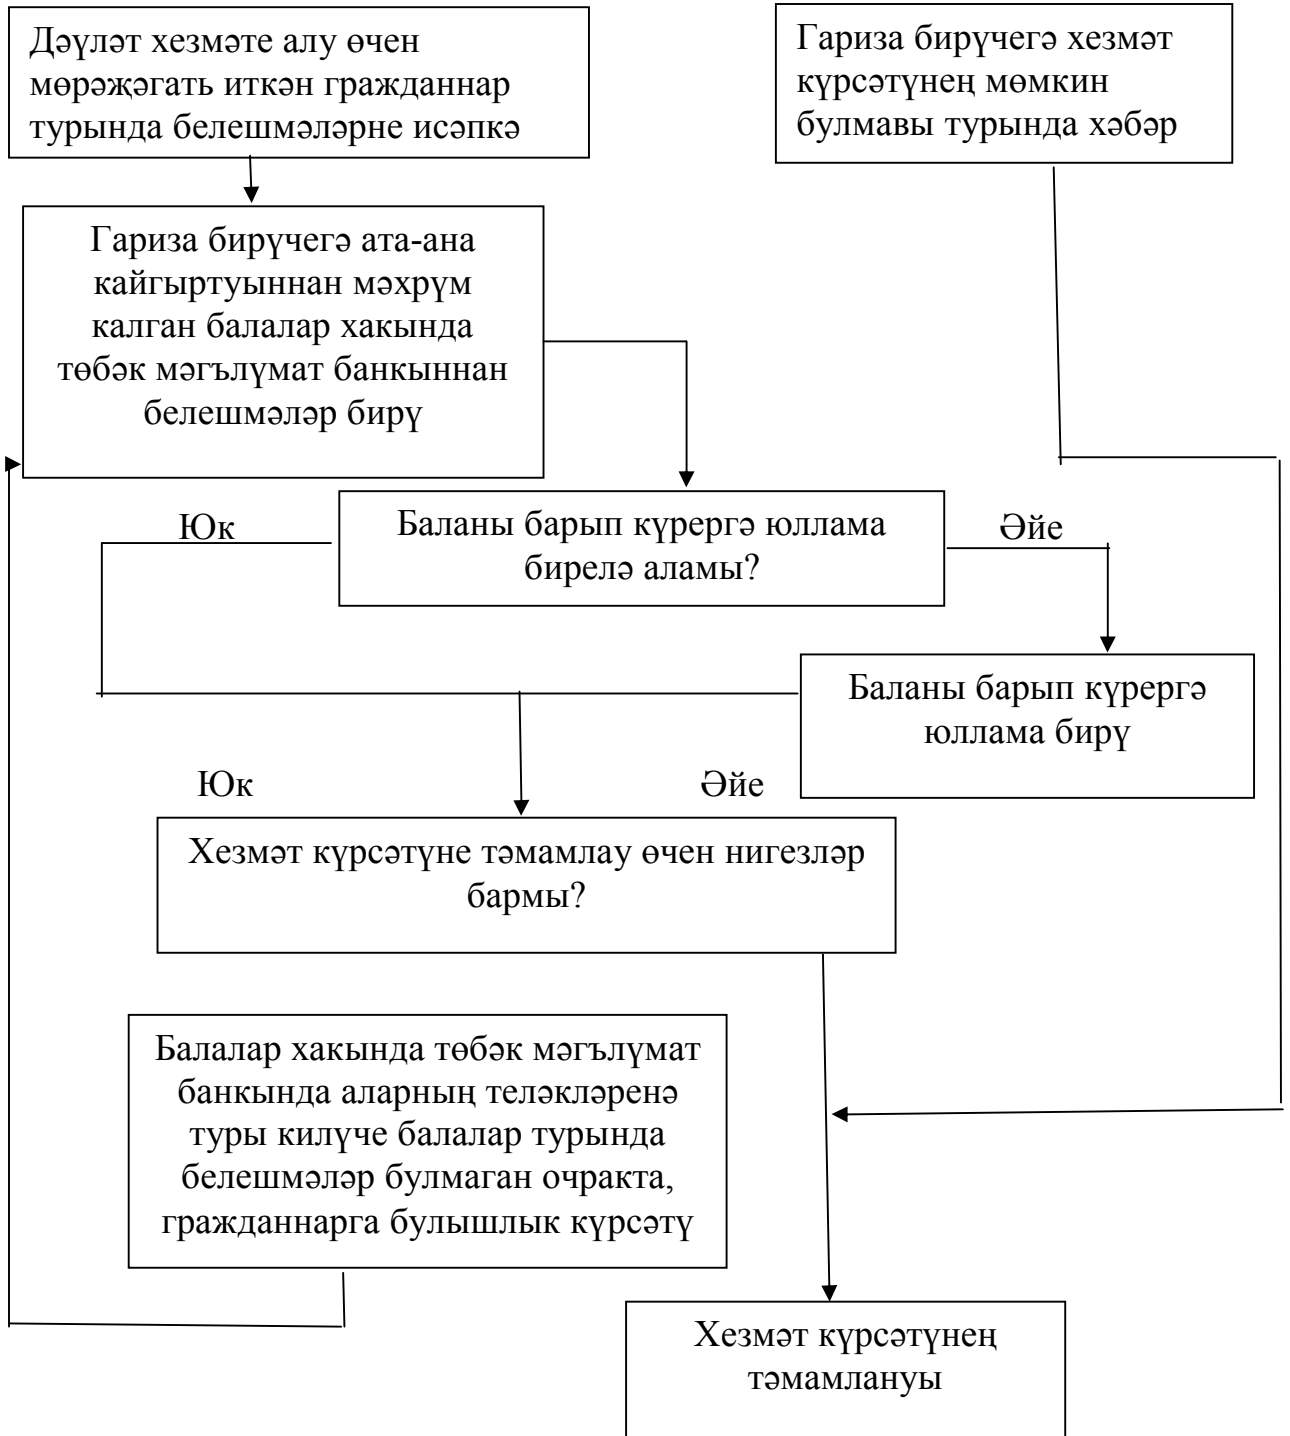 Дәүләт хезмәте алу өчен
мөрәҗәгать иткән гражданнар
турында белешмәләрне исәпкә
Гариза бирүчегә хезмәт
күрсәтүнең мөмкин
булмавы турында хәбәр
Гариза бирүчегә ата-ана
кайгыртуыннан мәхрүм
калган балалар хакында
төбәк мәгълүмат банкыннан
белешмәләр бирү
Юк
Баланы барып күрергә юллама
бирелә аламы?
Әйе
Баланы барып күрергә
юллама бирү
Юк
Әйе
Хезмәт күрсәтүне тәмамлау өчен нигезләр
бармы?
Балалар хакында төбәк мәгълүмат
банкында аларның теләкләренә
туры килүче балалар турында
белешмәләр булмаган очракта,
гражданнарга булышлык күрсәтү
Хезмәт күрсәтүнең
тәмамлануы